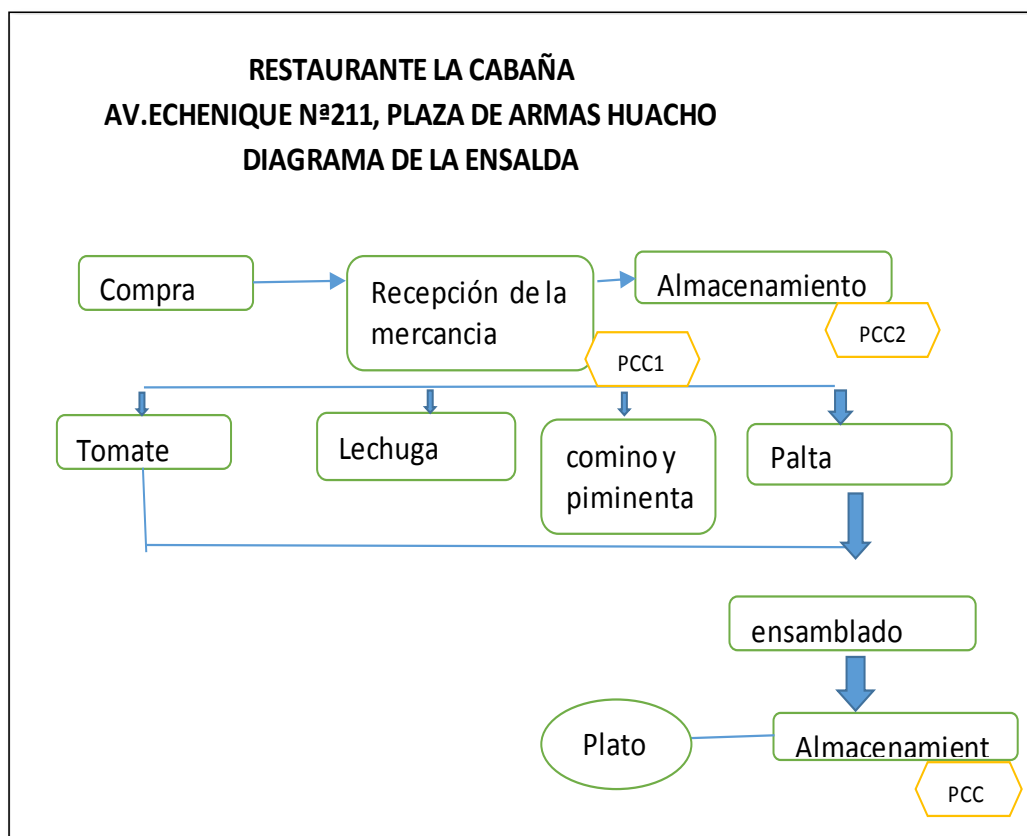 RESTAURANTE LA CABAÑA
AV.ECHENIQUE Nª211, PLAZA DE ARMAS HUACHO
DIAGRAMA DE LA ENSALDA
Compra
Recepción de la
mercancia
Almacenamiento
PCC1
PCC2
Tomate
Lechuga
comino y
piminenta
Palta
ensamblado
Plato
Almacenamient
PCC